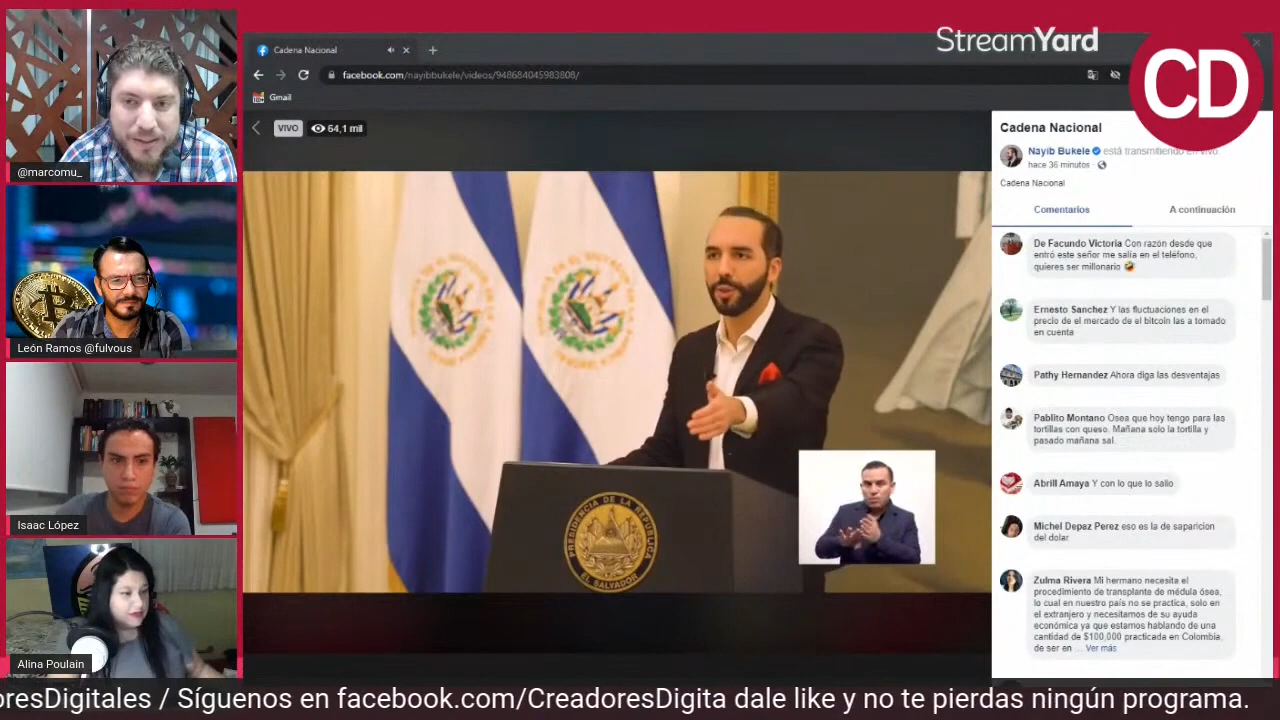 StreamYard
CD
Cadena Nacional
facebook.com/nayibbukele/videos/948684045983808/
Gmail
VIVO
64,1 mil
@marcomu_
León Ramos @fulvous
Isaac López
Alina Poulain
PRESIDENCIA DE LA REPÚBLICA
EL SALVADOR
Cadena Nacional
Nayib Bukele está transmitiendo en vivo
hace 36 minutos
Cadena Nacional
Comentarios
A continuación
De Facundo Victoria Con razón desde que
entró este señor me salía en el teléfono,
quieres ser millonario
Ernesto Sanchez Y las fluctuaciones en el
precio de el mercado de el bitcoin las a tomado
en cuenta
Pathy Hernandez Ahora diga las desventajas
Pablito Montano Osea que hoy tengo para las
tortillas con queso. Mañana solo la tortilla y
pasado mañana sal.
Abrill Amaya Y con lo que lo salio
Michel Depaz Perez eso es la de saparicion
del dolar
Zulma Rivera Mi hermano necesita el
procedimiento de transplante de médula ósea,
lo cual en nuestro país no se practica, solo en
el extranjero y necesitamos de su ayuda
económica ya que estamos hablando de una
cantidad de $100,000 practicada en Colombia,
de ser en ... Ver más
oresDigitales / Síguenos en facebook.com/CreadoresDigita dale like y no te pierdas ningún programa.